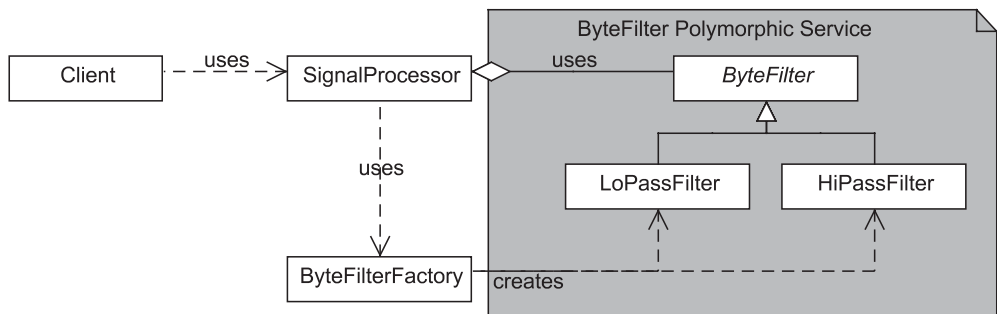 ByteFilter Polymorphic Service
Client
uses
SignalProcessor
uses
ByteFilter
uses
LoPassFilter
HiPassFilter
ByteFilterFactory
creates